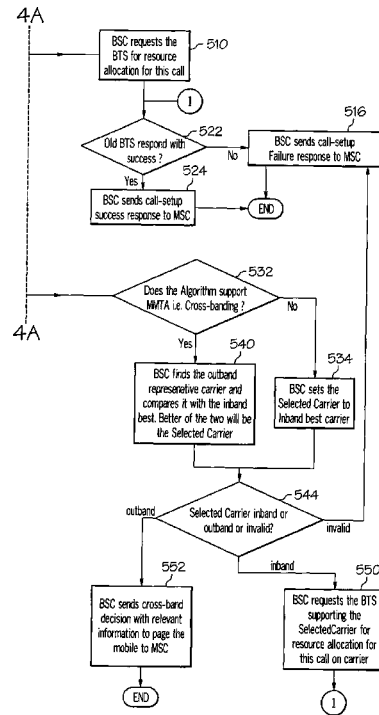 4A
BSC requests the
BTS for resource
allocation for this call
510
1
522
516
Old BTS respond with
success ?
No
BSC sends call-setup
Failure response to MSC
Yes
524
BSC sends call-setup
success response to MSC
END
532
4A
Does the Algorithm support
MMTA i.e. Cross-banding ?
No
Yes
540
534
BSC finds the outband
represenative carrier and
compares it with the inband
best. Better of the two will be
the Selected Carrier
BSC sets the
Selected Carrier to
Inband best carrier
544
Selected Carrier inband or
outband or invalid?
outband
invalid
inband
552
550
BSC sends cross-band
decision with relevant
information to page the
mobile to MSC
BSC requests the BTS
supporting the
SelectedCarrier for
resource allocation for
this call on carrier
END
1